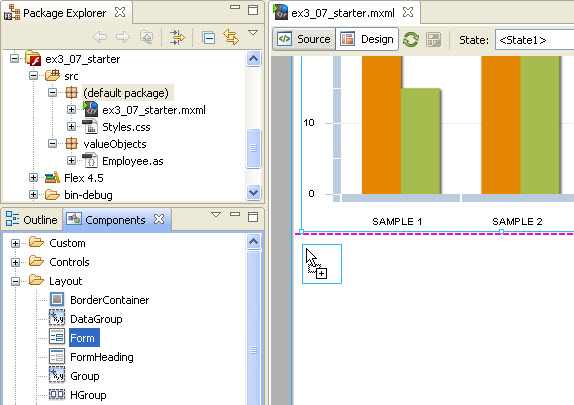 Package Explorer
ex3_07_starter
src
(default package)
ex3_07_starter.mxml
Styles.css
valueObjects
Employee.as
Flex 4.5
bin-debug
Outline
Components
Custom
Controls
Layout
BorderContainer
DataGroup
Form
FormHeading
Group
HGroup
ex3_07_starter.mxml
Source Design State: <State1>
10
0
SAMPLE 1 SAMPLE 2